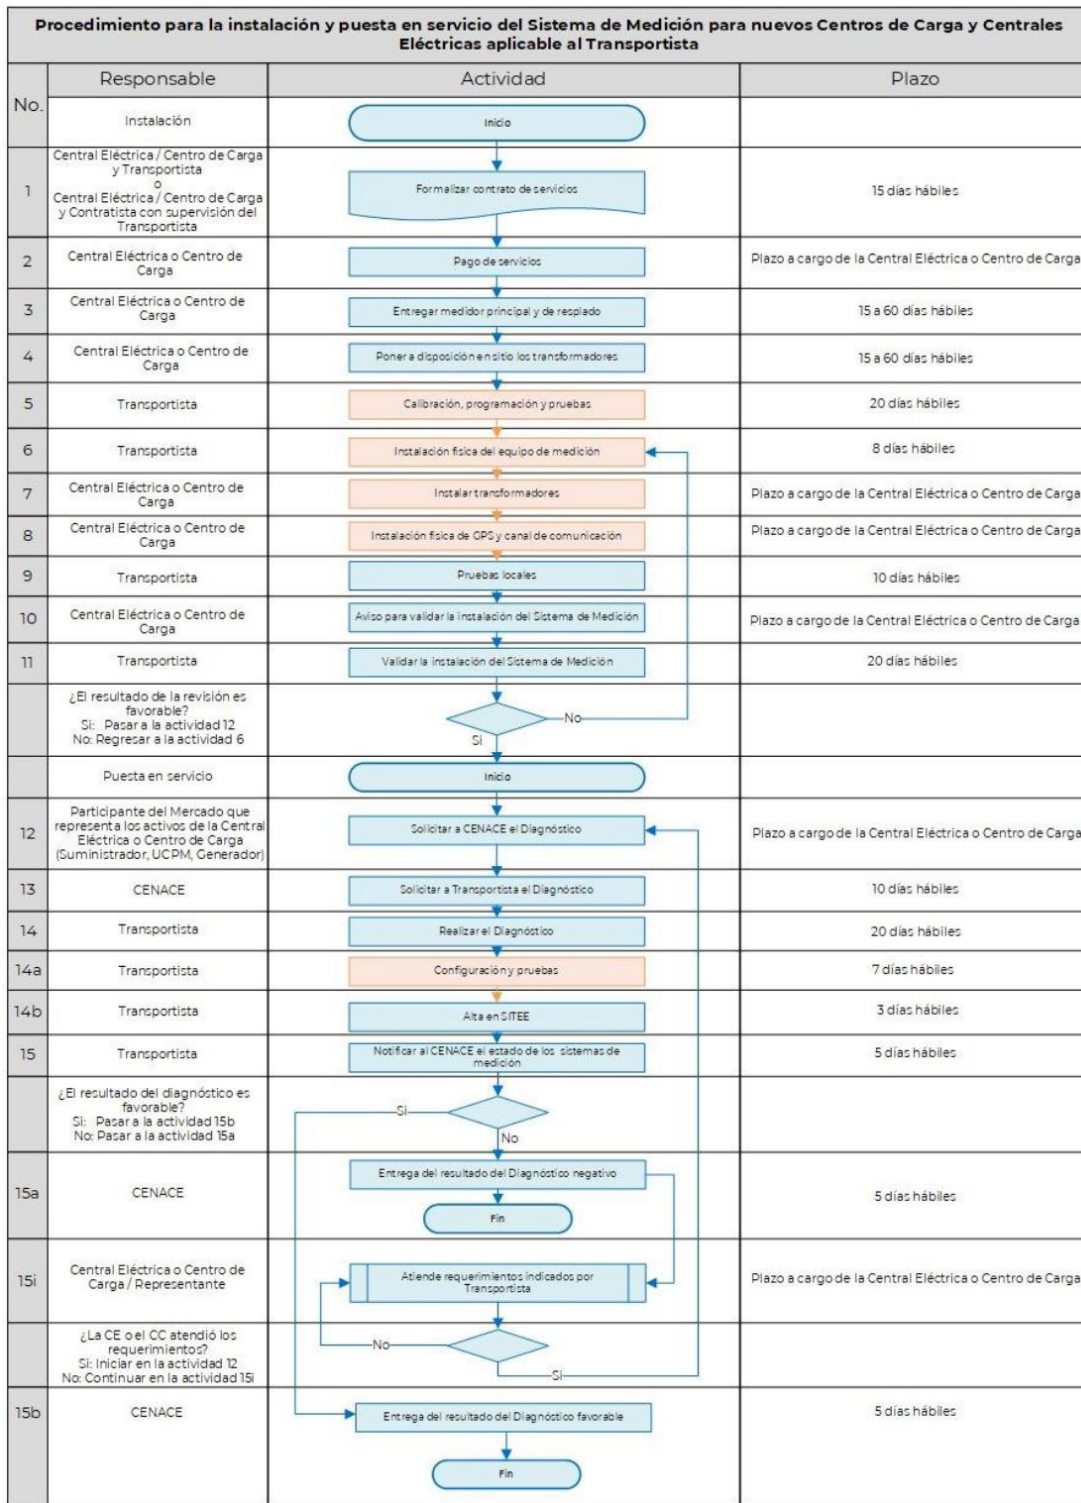 Procedimiento para la instalación y puesta en servicio del Sistema de Medición para nuevos Centros de Carga y Centrales
Eléctricas aplicable al Transportista
No.
Responsable
Actividad
Plazo
Instalación
Inicio
1
Central Eléctrica / Centro de Carga
y Transportista
o
Central Eléctrica / Centro de Carga
y Contratista con supervisión del
Transportista
Formalizar contrato de servicios
15 días hábiles
2
Central Eléctrica o Centro de
Carga
Pago de servicios
Plazo a cargo de la Central Eléctrica o Centro de Carga
3
Central Eléctrica o Centro de
Carga
Entregar medidor principal y de resplado
15 a 60 días hábiles
4
Central Eléctrica o Centro de
Carga
Poner a disposición en sitio los transformadores
15 a 60 días hábiles
5
Transportista
Calibración, programación y pruebas
20 días hábiles
6
Transportista
Instalación física del equipo de medición
8 días hábiles
7
Central Eléctrica o Centro de
Carga
Instalar transformadores
Plazo a cargo de la Central Eléctrica o Centro de Carga
8
Central Eléctrica o Centro de
Carga
Instalación física de GPS y canal de comunicación
Plazo a cargo de la Central Eléctrica o Centro de Carga
9
Transportista
Pruebas locales
10 días hábiles
10
Central Eléctrica o Centro de
Carga
Aviso para validar la instalación del Sistema de Medición
Plazo a cargo de la Central Eléctrica o Centro de Carga
11
Transportista
Validar la instalación del Sistema de Medición
20 días hábiles
¿El resultado de la revisión es
favorable?
Si: Pasar a la actividad 12
No: Regresar a la actividad 6
No
Si
Puesta en servicio
Inicio
12
Participante del Mercado que
representa los activos de la Central
Eléctrica o Centro de Carga
(Suministrador, UCPM, Generador)
Solicitar a CENACE el Diagnóstico
Plazo a cargo de la Central Eléctrica o Centro de Carga
13
CENACE
Solicitar a Transportista el Diagnóstico
10 días hábiles
14
Transportista
Realizar el Diagnóstico
20 días hábiles
14a
Transportista
Configuración y pruebas
7 días hábiles
14b
Transportista
Alta en SITEE
3 días hábiles
15
Transportista
Notificar al CENACE el estado de los sistemas de
medición
5 días hábiles
¿El resultado del diagnóstico es
favorable?
Si: Pasar a la actividad 15b
No: Pasar a la actividad 15a
Si
No
15a
CENACE
Entrega del resultado del Diagnóstico negativo
Fin
5 días hábiles
15i
Central Eléctrica o Centro de
Carga / Representante
Atiende requerimientos indicados por
Transportista
Plazo a cargo de la Central Eléctrica o Centro de Carga
¿La CE o el CC atendió los
requerimientos?
Si: Iniciar en la actividad 12
No: Continuar en la actividad 15i
No
Si
15b
CENACE
Entrega del resultado del Diagnóstico favorable
5 días hábiles
Fin